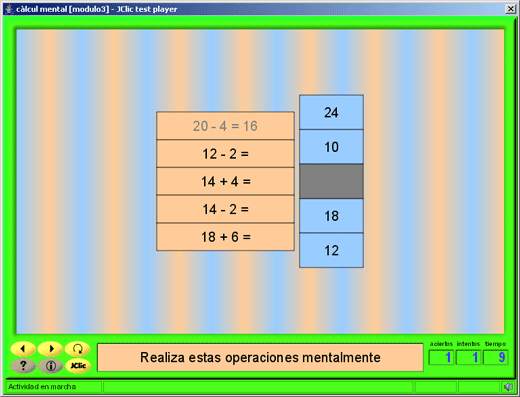 càlcul mental [modulo3] - JClic test player
20 - 4 = 16
12 - 2 =
14 + 4 =
14 - 2 =
18 + 6 =
24
10
18
12
aciertos intentos tiempo
1 1 9
? i JClic
Realiza estas operaciones mentalmente
Actividad en marcha